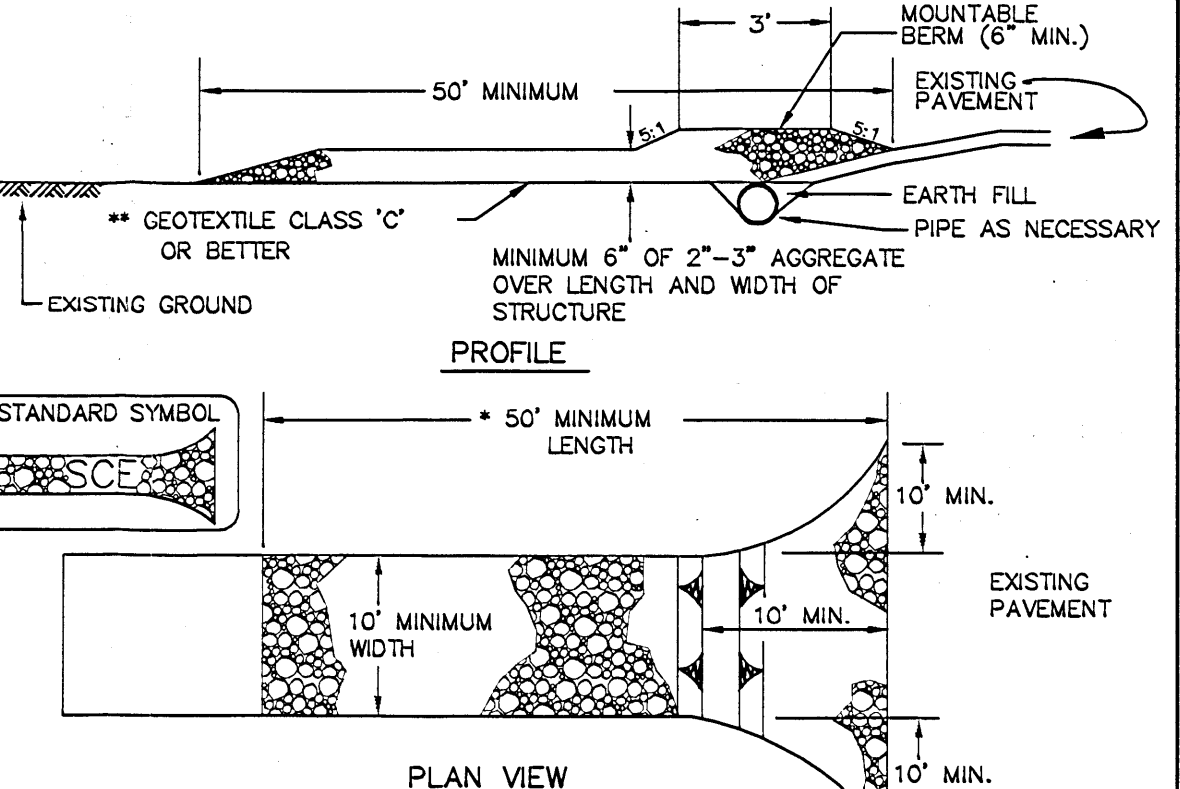 3'
MOUNTABLE
BERM (6" MIN.)
50' MINIMUM
EXISTING
PAVEMENT
5:1
5:1
** GEOTEXTILE CLASS 'C'
OR BETTER
EARTH FILL
PIPE AS NECESSARY
MINIMUM 6" OF 2"-3" AGGREGATE
OVER LENGTH AND WIDTH OF
STRUCTURE
EXISTING GROUND
PROFILE
STANDARD SYMBOL
SCE
* 50' MINIMUM
LENGTH
10' MIN.
EXISTING
PAVEMENT
10' MINIMUM
WIDTH
10' MIN.
10' MIN.
PLAN VIEW